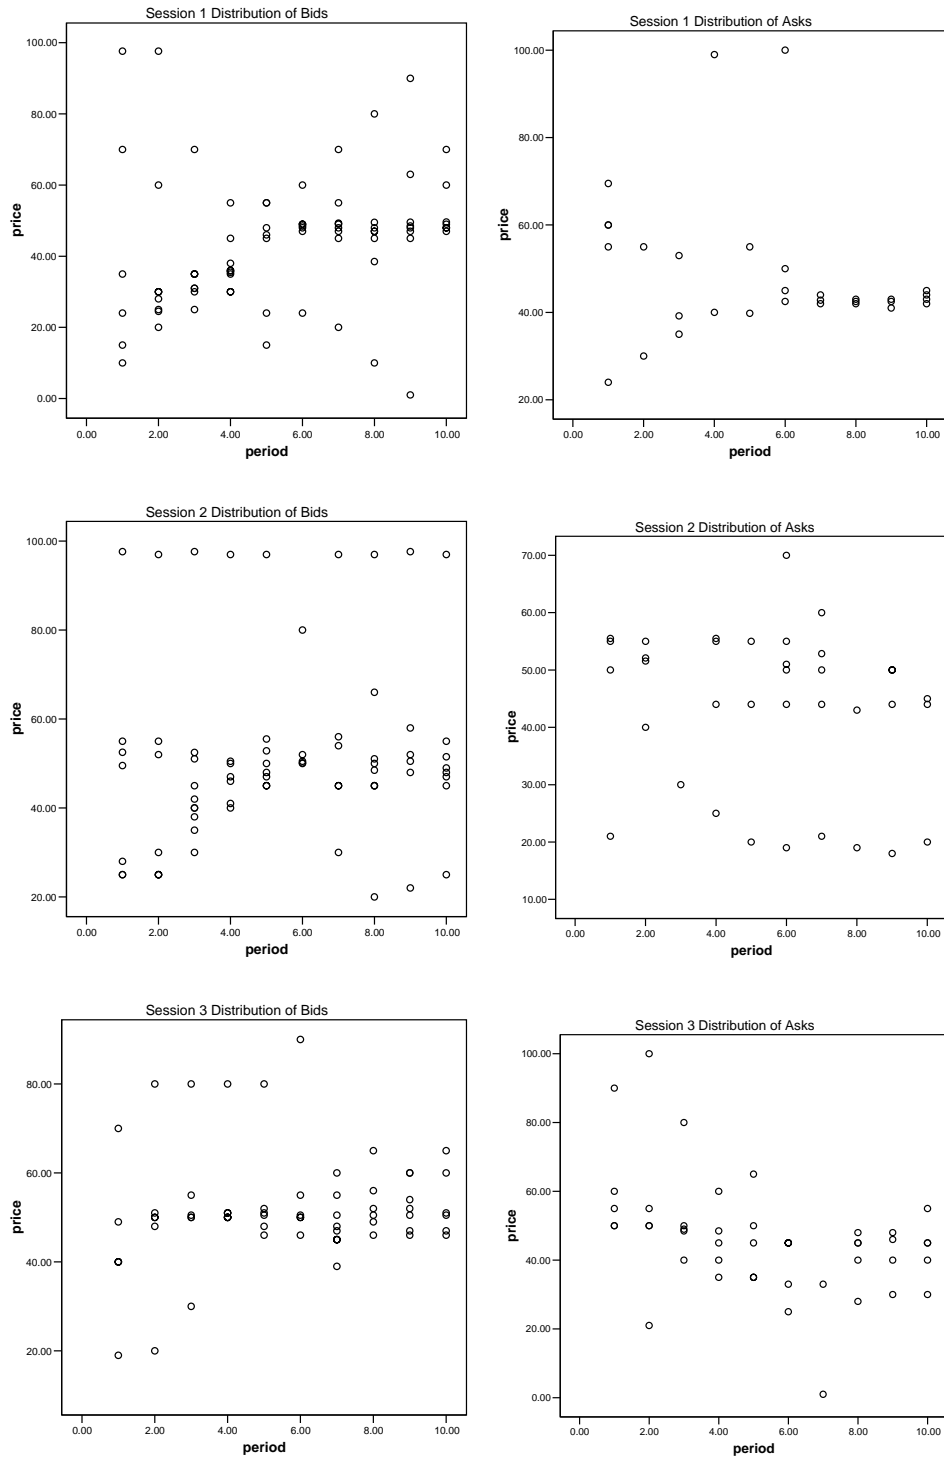 Session 1 Distribution of Bids
100.00
80.00
60.00
40.00
20.00
0.00
price
0.00 2.00 4.00 6.00 8.00 10.00
period
Session 1 Distribution of Asks
100.00
80.00
60.00
40.00
20.00
price
0.00 2.00 4.00 6.00 8.00 10.00
period
Session 2 Distribution of Bids
100.00
80.00
60.00
40.00
20.00
price
0.00 2.00 4.00 6.00 8.00 10.00
period
Session 2 Distribution of Asks
70.00
60.00
50.00
40.00
30.00
20.00
10.00
price
0.00 2.00 4.00 6.00 8.00 10.00
period
Session 3 Distribution of Bids
80.00
60.00
40.00
20.00
price
0.00 2.00 4.00 6.00 8.00 10.00
period
Session 3 Distribution of Asks
100.00
80.00
60.00
40.00
20.00
0.00
price
0.00 2.00 4.00 6.00 8.00 10.00
period